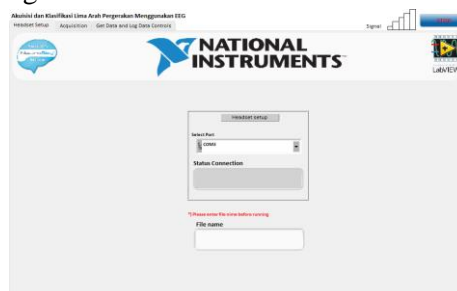 Akuisisi dan Klasifikasi Lima Arah Pergerakan Menggunakan EEG
Headset Setup Acquisition Get Data and Log Data Controls
Signal
NATIONAL
INSTRUMENTS
LabVIEW
Headset Setup
Select Port
COM6
Status Connection
*) Please enter file name before running
File name